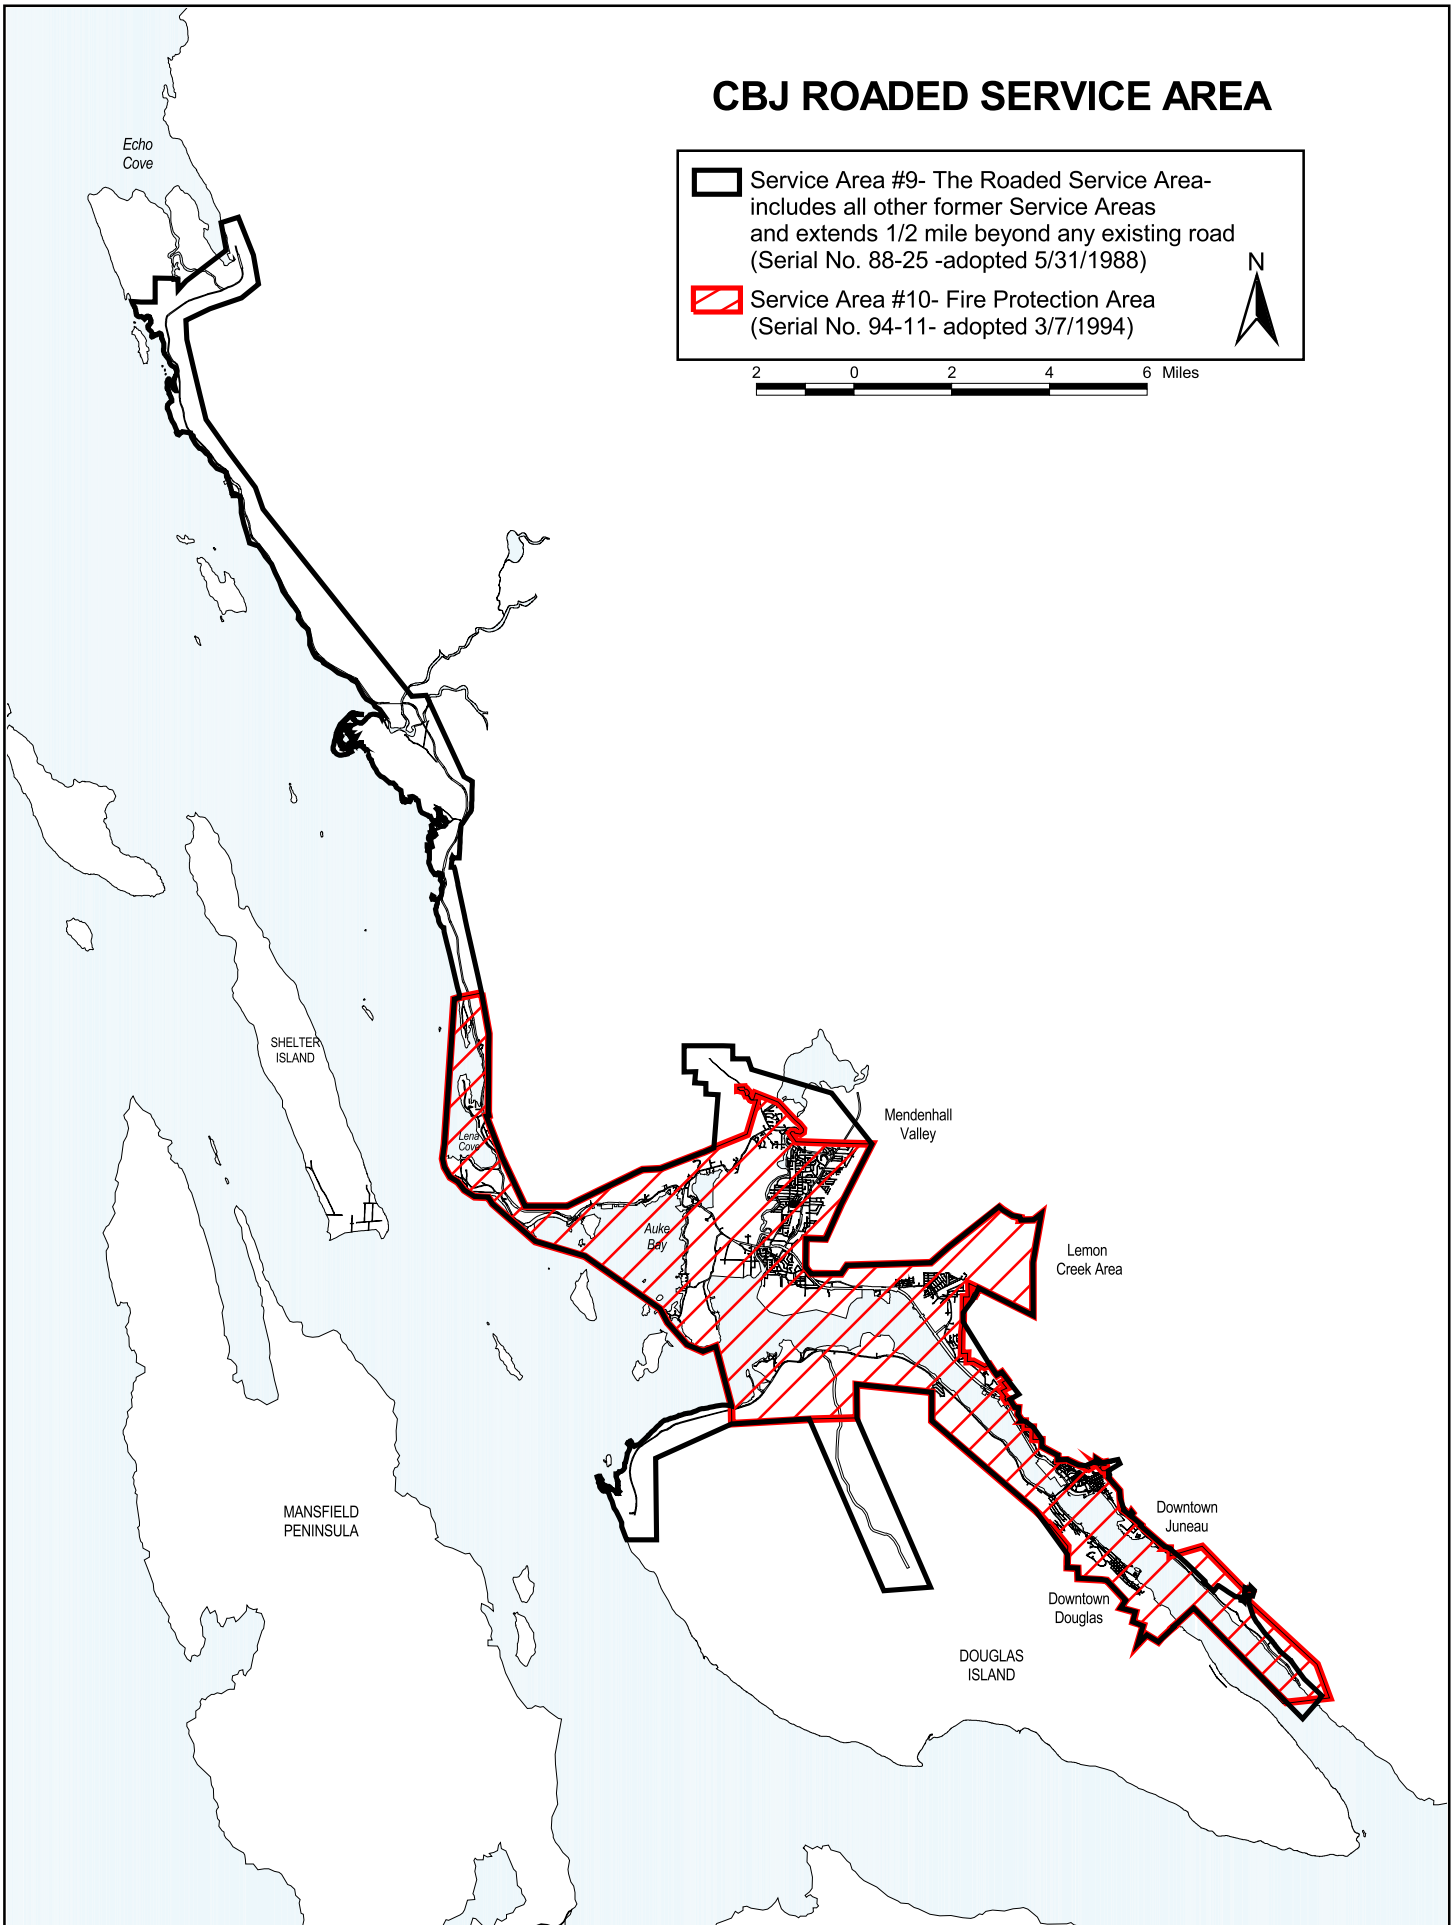 CBJ ROADED SERVICE AREA
Service Area #9- The Roaded Service Area-
includes all other former Service Areas
and extends 1/2 mile beyond any existing road
(Serial No. 88-25 -adopted 5/31/1988)
Service Area #10- Fire Protection Area
(Serial No. 94-11- adopted 3/7/1994)
N
2 0 2 4 6 Miles
Echo
Cove
SHELTER
ISLAND
Lena
Cove
Mendenhall
Valley
Auke
Bay
Lemon
Creek Area
MANSFIELD
PENINSULA
Downtown
Juneau
Downtown
Douglas
DOUGLAS
ISLAND